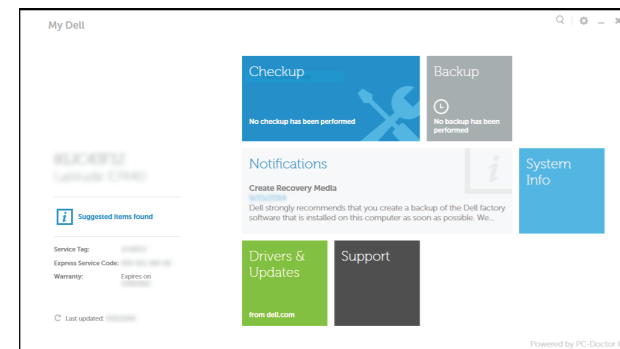 My Dell
Checkup
No checkup has been performed
Backup
No backup has been
performed
Notifications
Create Recovery Media
Dell strongly recommends that you create a backup of the Dell factory
software that is installed on this computer as soon as possible. We...
System
Info
Suggested items found
Service Tag:
Express Service Code:
Warranty: Expires on
Last updated:
Drivers &
Updates
from dell.com
Support
Powered by PC-Doctor